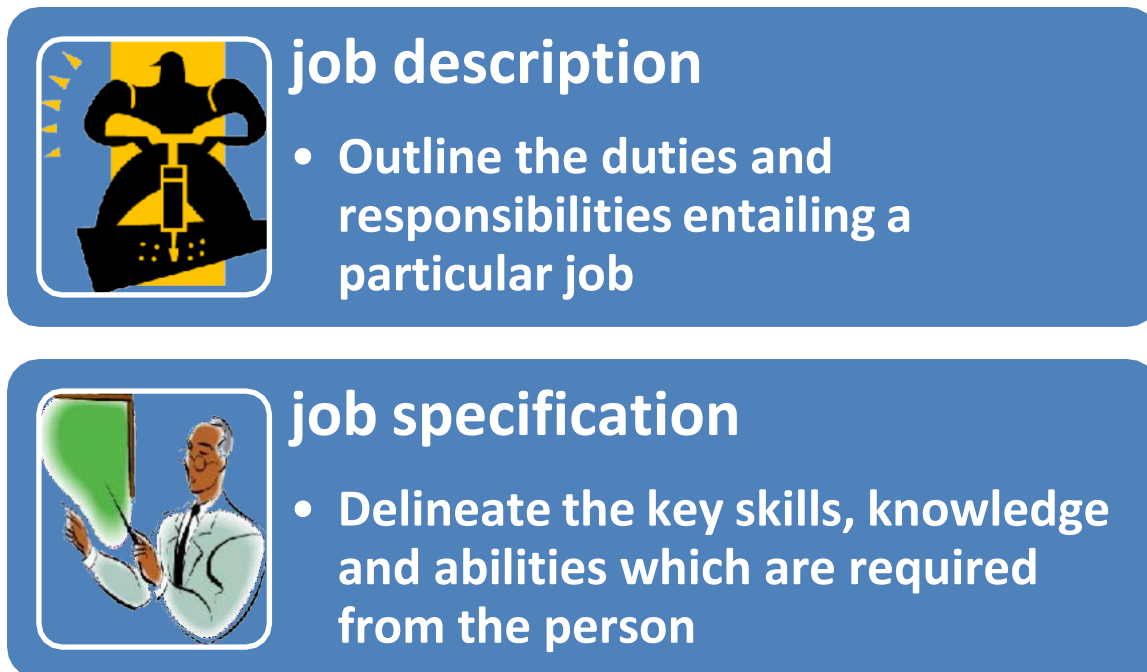 job description
• Outline the duties and
responsibilities entailing a
particular job
job specification
• Delineate the key skills, knowledge
and abilities which are required
from the person